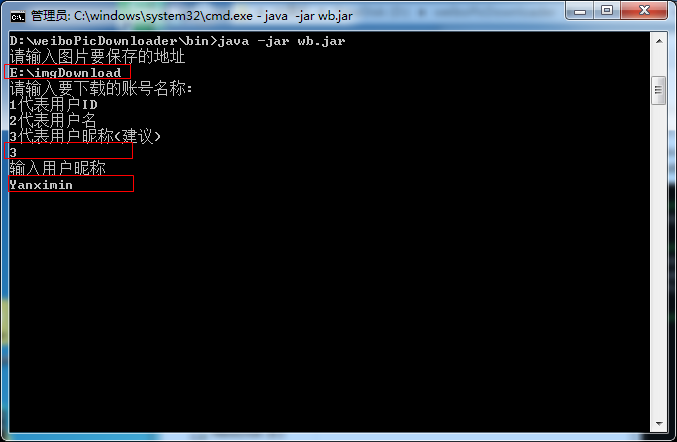 管理员: C:\windows\system32\cmd.exe - java  -jar wb.jar
D:\weiboPicDownloader\bin>java -jar wb.jar
请输入图片要保存的地址
E:\imgDownload
请输入要下载的账号名称:
1代表用户ID
2代表用户名
3代表用户昵称(建议)
3
输入用户昵称
Yanximin